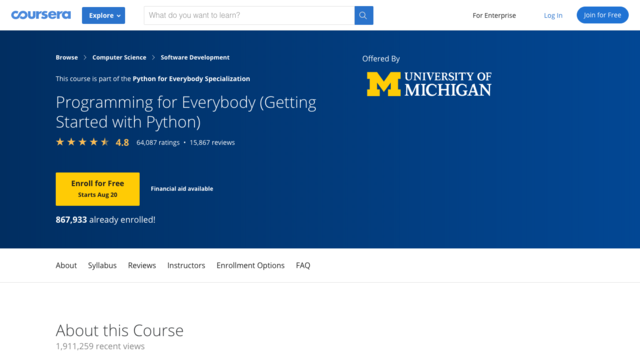 coursera
Explore
What do you want to learn?
For Enterprise
Log In
Join for Free
Browse > Computer Science > Software Development
This course is part of the Python for Everybody Specialization
Programming for Everybody (Getting
Started with Python)
4.8 64,087 ratings • 15,867 reviews
Enroll for Free
Starts Aug 20
Financial aid available
867,933 already enrolled!
Offered By
M UNIVERSITY OF
MICHIGAN
About Syllabus Reviews Instructors Enrollment Options FAQ
About this Course
1,911,259 recent views